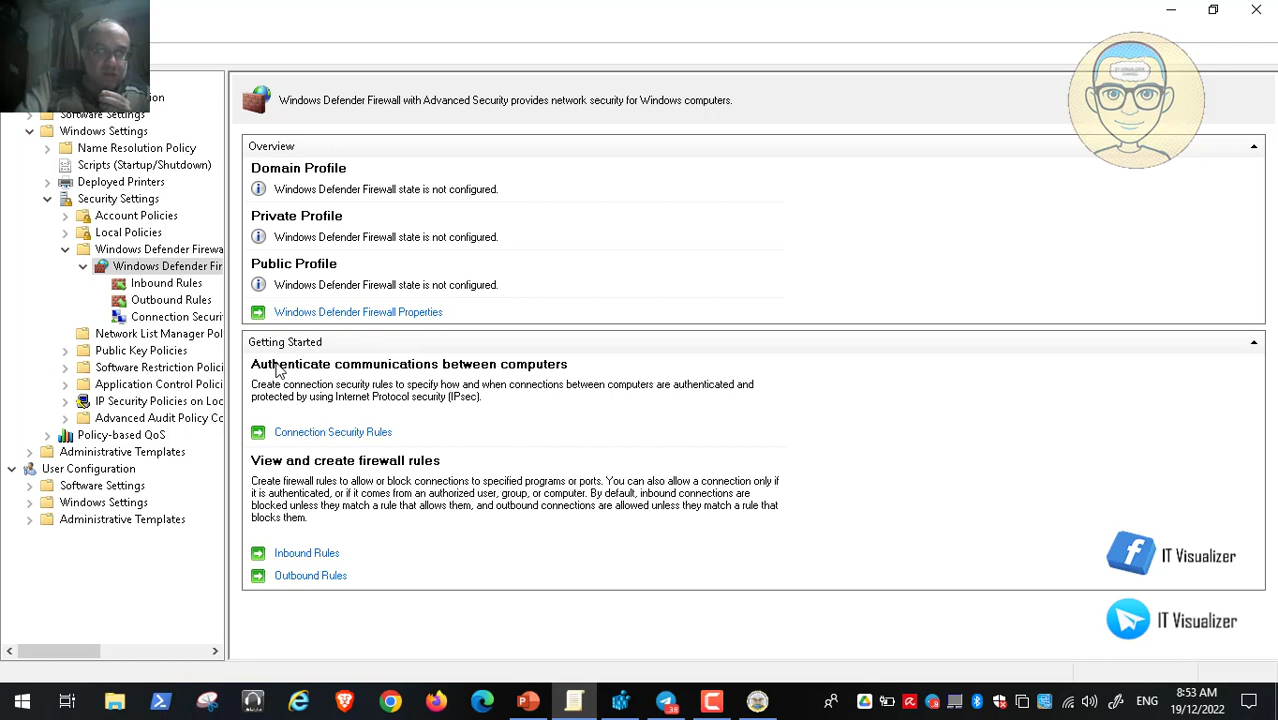 Windows Defender Firewall with Advanced Security provides network security for Windows computers.
IT VISUALIZER
CHANNEL
Software Settings
Windows Settings
Name Resolution Policy
Scripts (Startup/Shutdown)
Deployed Printers
Security Settings
Account Policies
Local Policies
Windows Defender Firewa
Windows Defender Fir
Inbound Rules
Outbound Rules
Connection Securi
Network List Manager Pol
Public Key Policies
Software Restriction Polici
Application Control Polici
IP Security Policies on Loc
Advanced Audit Policy Co
Policy-based QoS
Administrative Templates
User Configuration
Software Settings
Windows Settings
Administrative Templates
Overview
Domain Profile
Windows Defender Firewall state is not configured.
Private Profile
Windows Defender Firewall state is not configured.
Public Profile
Windows Defender Firewall state is not configured.
Windows Defender Firewall Properties
Getting Started
Authenticate communications between computers
Create connection security rules to specify how and when connections between computers are authenticated and
protected by using Internet Protocol security (IPsec).
Connection Security Rules
View and create firewall rules
Create firewall rules to allow or block connections to specified programs or ports. You can also allow a connection only if
it is authenticated, or if it comes from an authorized user, group, or computer. By default, inbound connections are
blocked unless they match a rule that allows them, and outbound connections are allowed unless they match a rule that
blocks them.
Inbound Rules
Outbound Rules
IT Visualizer
IT Visualizer
38
ENG
8:53 AM
19/12/2022